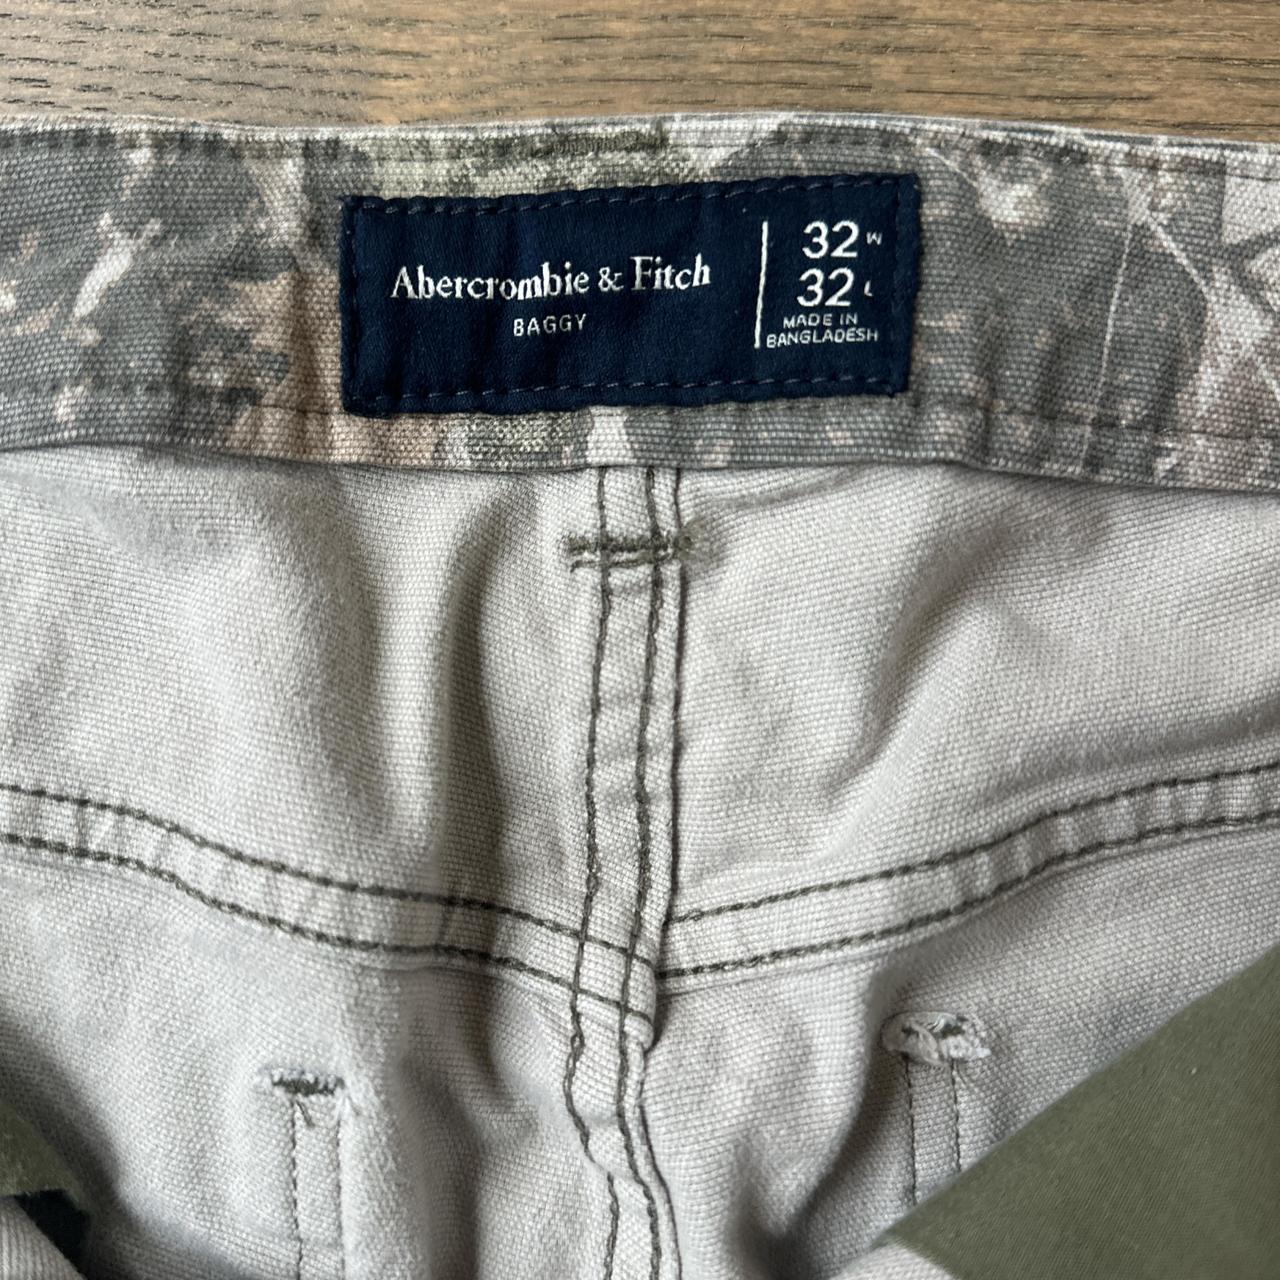 Abercrombie & Fitch
BAGGY
32 W
32 L
MADE IN
BANGLADESH